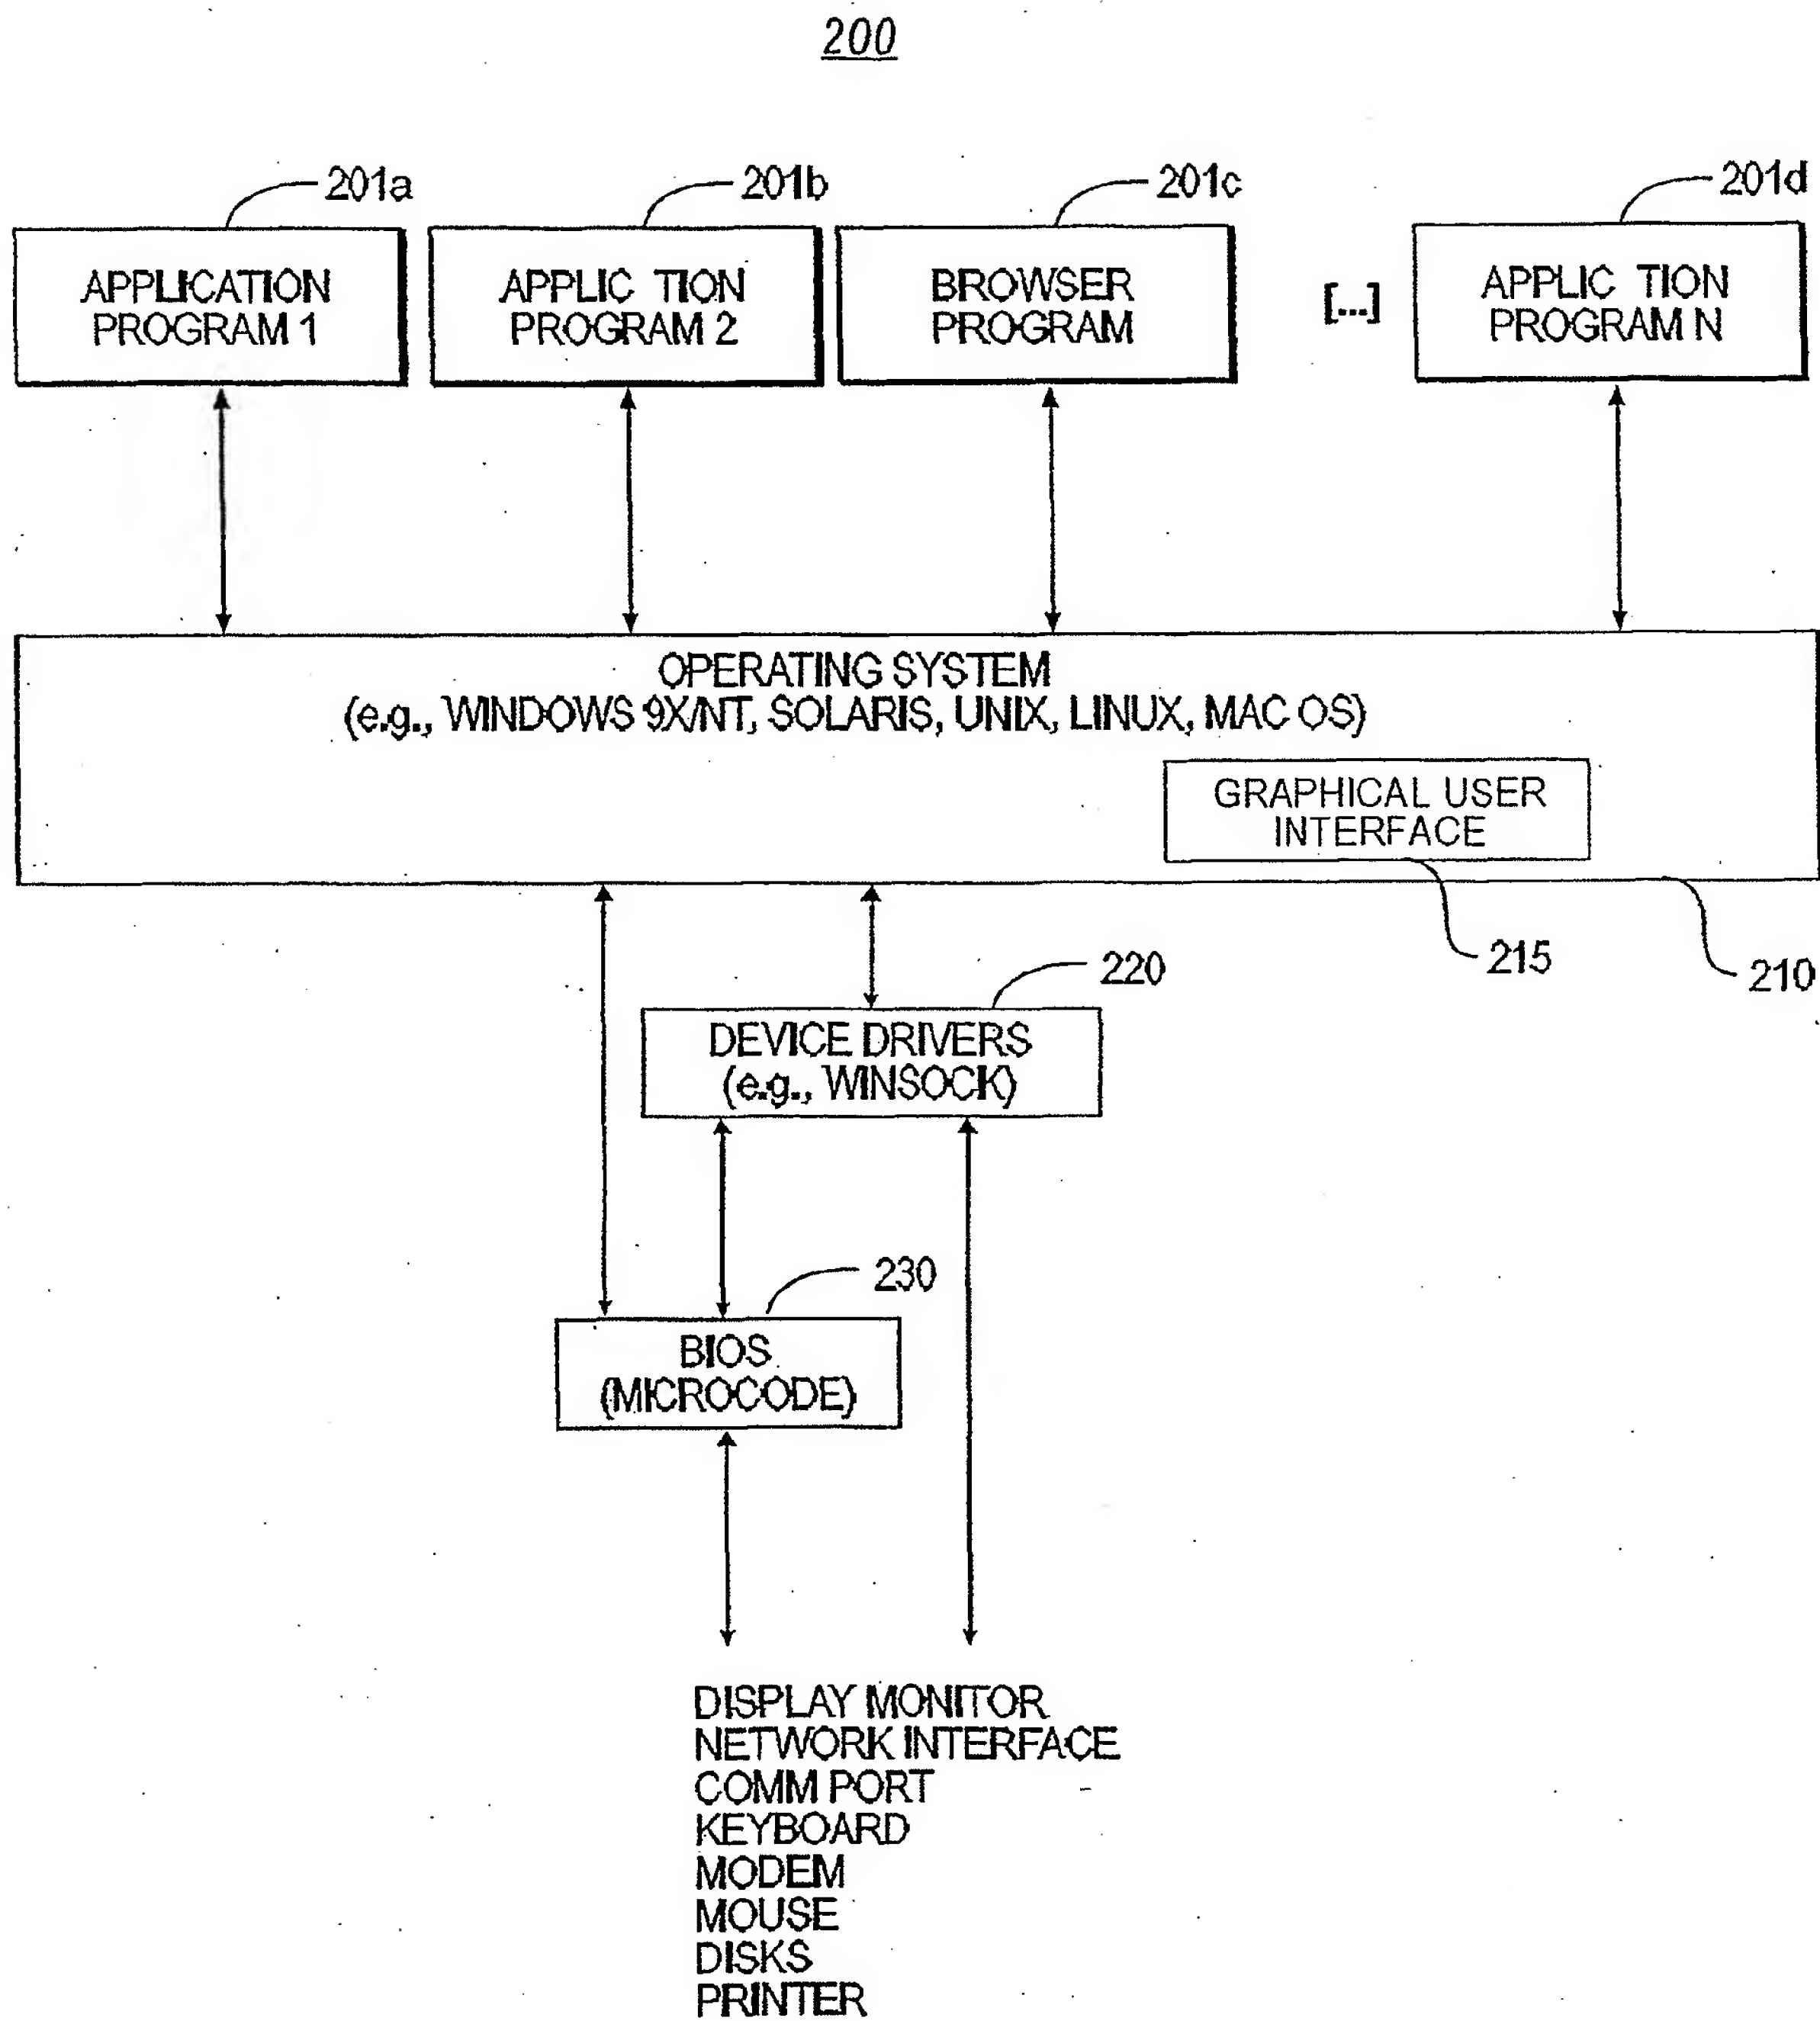 200
201a
201b
201c
201d
APPLICATION
PROGRAM 1
APPLIC TION
PROGRAM 2
BROWSER
PROGRAM
[...]
APPLIC TION
PROGRAM N
OPERATING SYSTEM
(e.g., WINDOWS 9X/NT, SOLARIS, UNIX, LINUX, MAC OS)
GRAPHICAL USER
INTERFACE
215
210
220
DEVICE DRIVERS
(e.g., WINSOCK)
230
BIOS
(MICROCODE)
DISPLAY MONITOR
NETWORK INTERFACE
COMM PORT
KEYBOARD
MODEM
MOUSE
DISKS
PRINTER